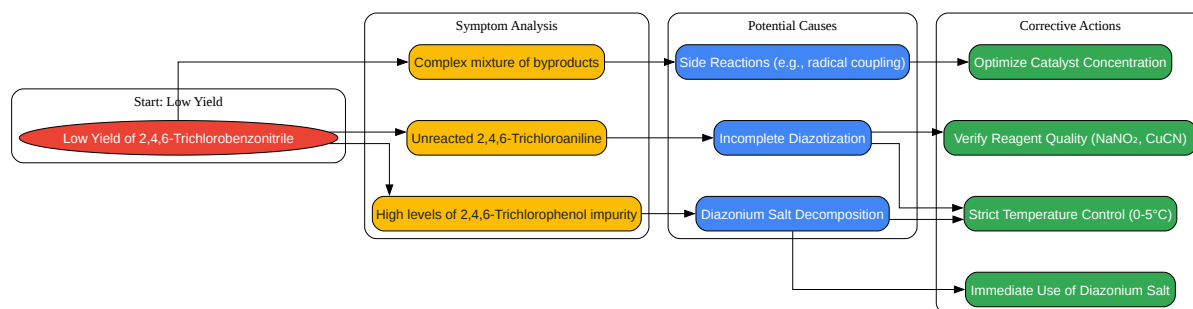 Symptom Analysis
Potential Causes
Corrective Actions
Complex mixture of byproducts
Side Reactions (e.g., radical coupling)
Optimize Catalyst Concentration
Start: Low Yield
Low Yield of 2,4,6-Trichlorobenzonitrile
Unreacted 2,4,6-Trichloroaniline
Incomplete Diazotization
Verify Reagent Quality (NaNO₂, CuCN)
High levels of 2,4,6-Trichlorophenol impurity
Diazonium Salt Decomposition
Strict Temperature Control (0-5°C)
Immediate Use of Diazonium Salt